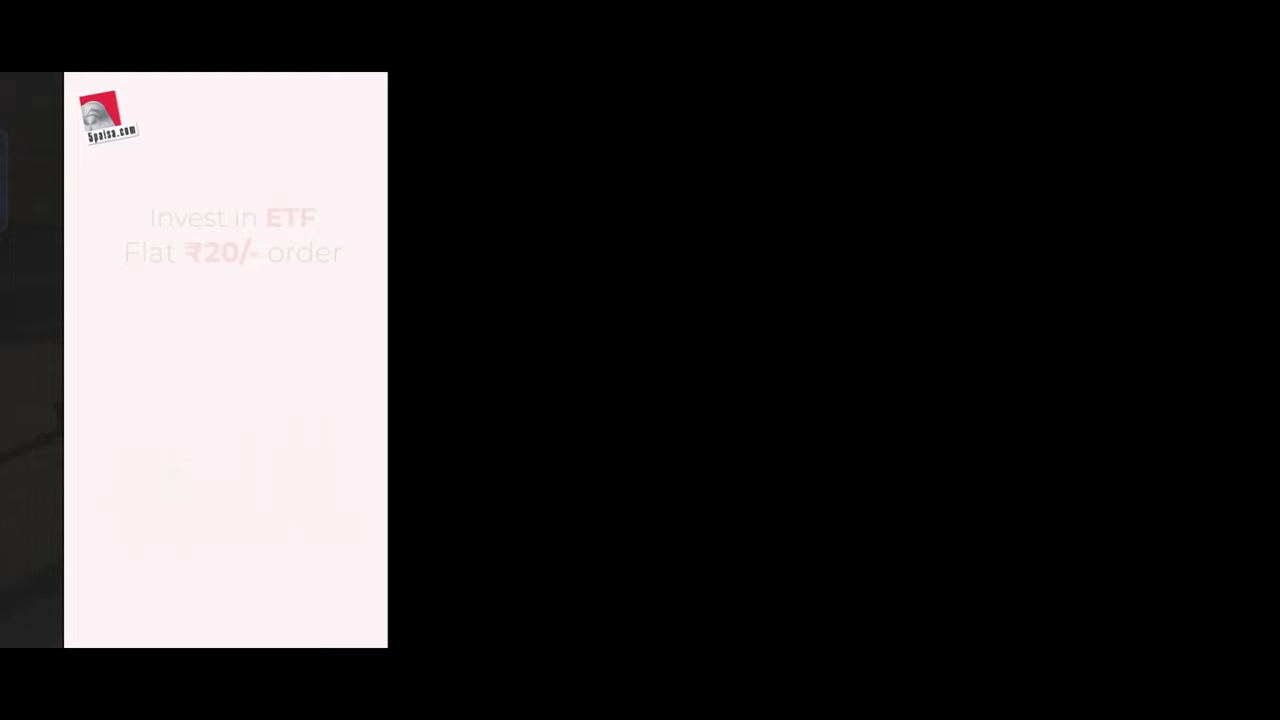 5paisa.com
Invest in ETF
Flat ₹20/- order